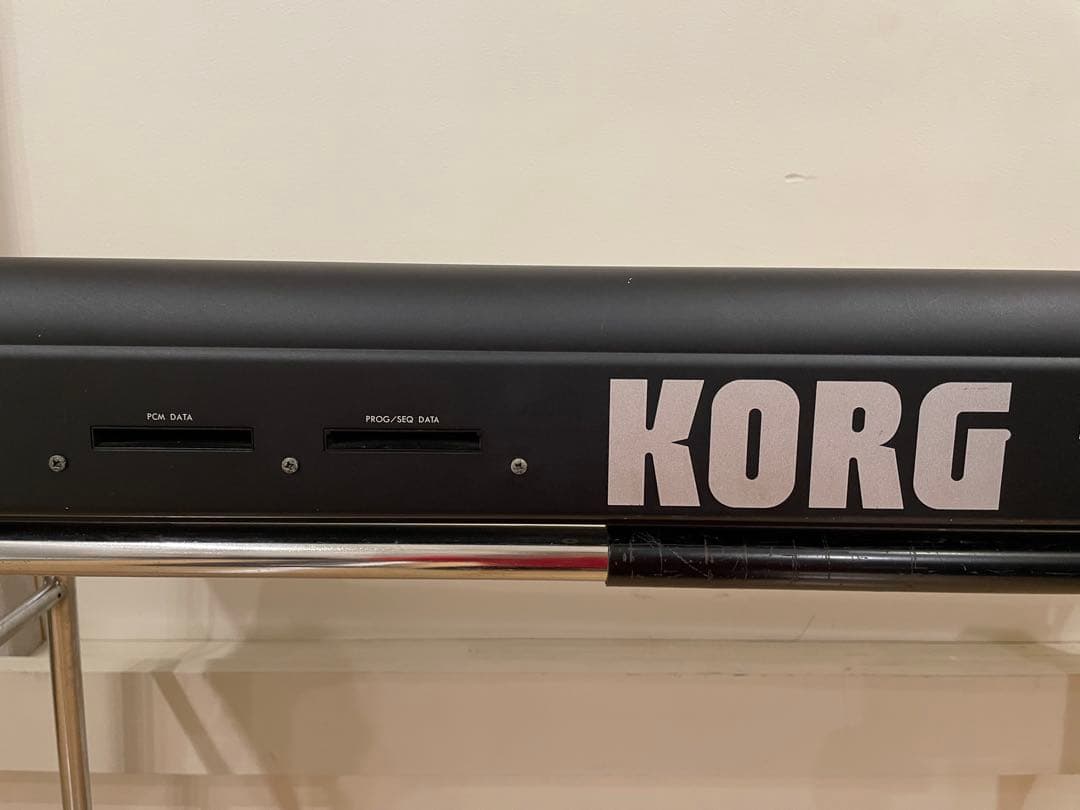 PCM DATA
PROG/SEQ DATA
KORG